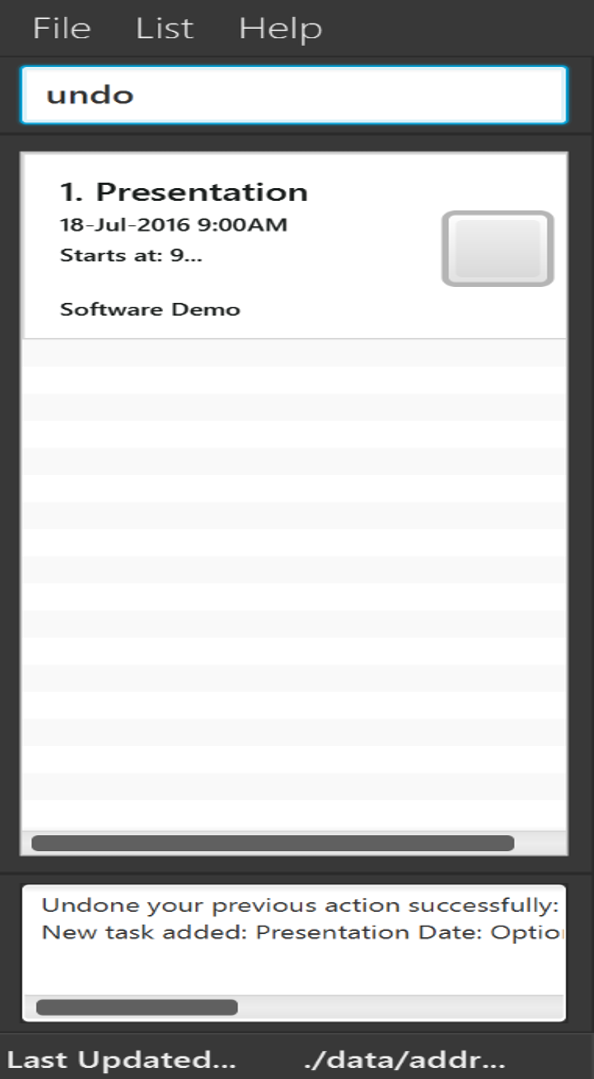 File List Help
undo
1. Presentation
18-Jul-2016 9:00AM
Starts at: 9...
Software Demo
Undone your previous action successfully:
New task added: Presentation Date: Optio
Last Updated... ./data/addr...